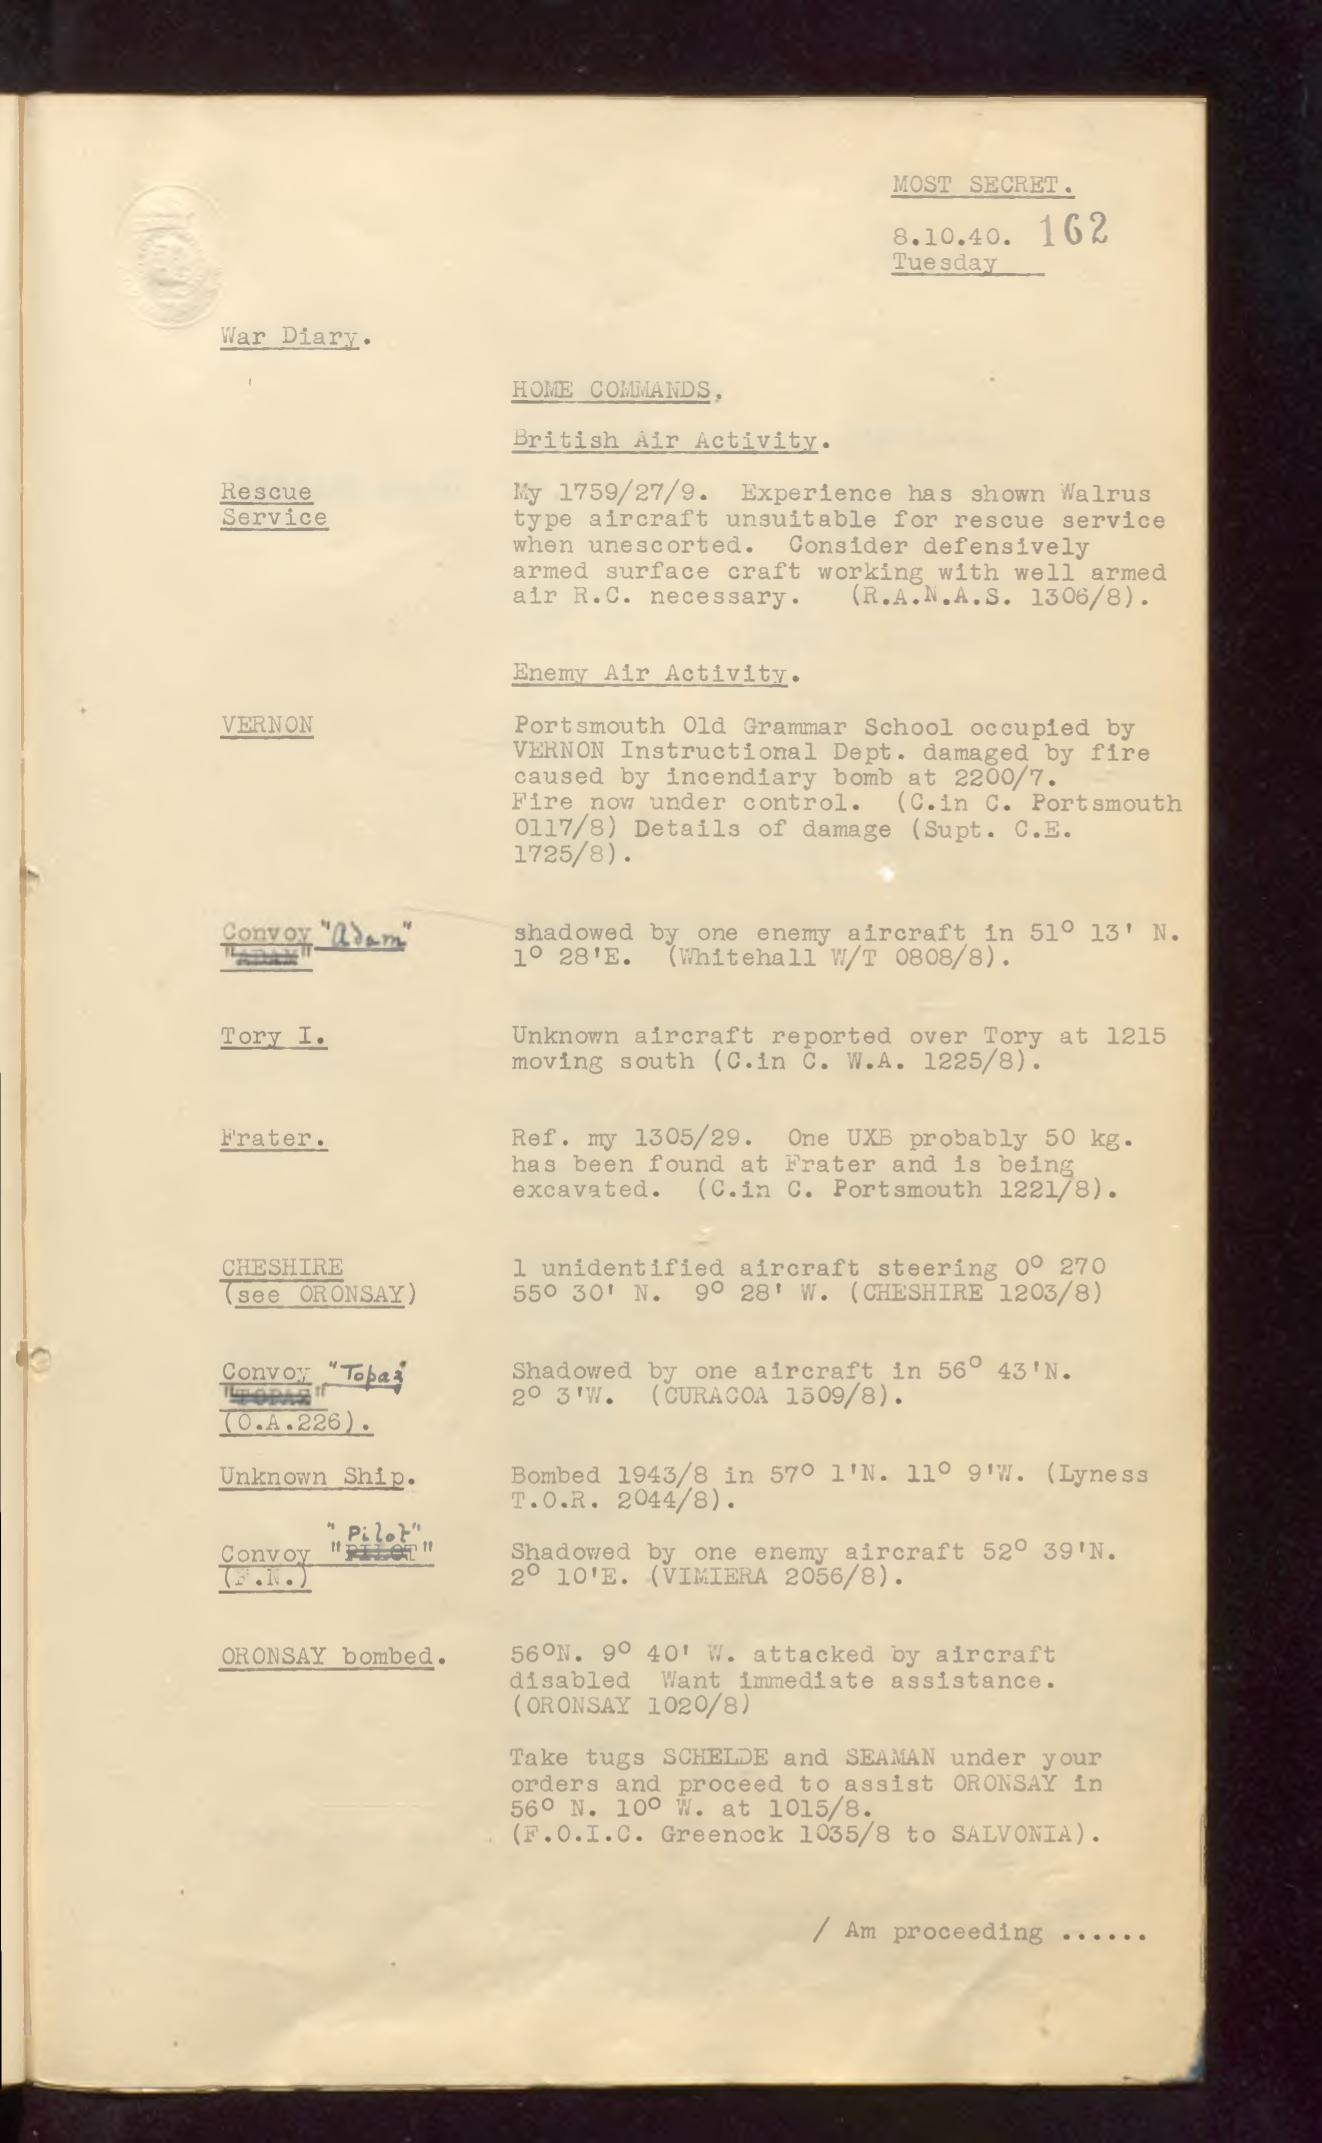 MOST SECRET.
8.10.40. 162
Tuesday
War Diary.
HOME COMMANDS.
British Air Activity.
Rescue
Service
My 1759/27/9. Experience has shown Walrus
type aircraft unsuitable for rescue service
when unescorted. Consider defensively
armed surface craft working with well armed
air R.C. necessary. (R.A.N.A.S. 1306/8).
Enemy Air Activity.
VERNON
Portsmouth Old Grammar School occupied by
VERNON Instructional Dept. damaged by fire
caused by incendiary bomb at 2200/7.
Fire now under control. (C.in C. Portsmouth
0117/8) Details of damage (Supt. C.E.
1725/8).
Convoy "Adam"
"ADAM"
shadowed by one enemy aircraft in 51° 13' N.
1° 28'E. (Whitehall W/T 0808/8).
Tory I.
Unknown aircraft reported over Tory at 1215
moving south (C.in C. W.A. 1225/8).
Frater.
Ref. my 1305/29. One UXB probably 50 kg.
has been found at Frater and is being
excavated. (C.in C. Portsmouth 1221/8).
CHESHIRE
(see ORONSAY)
1 unidentified aircraft steering 0° 270
55° 30' N. 9° 28' W. (CHESHIRE 1203/8)
Convoy "Topaz"
"TOPAZ"
(O.A.226).
Shadowed by one aircraft in 56° 43'N.
2° 3'W. (CURACOA 1509/8).
Unknown Ship.
Bombed 1943/8 in 57° 1'N. 11° 9'W. (Lyness
T.O.R. 2044/8).
"Pilot"
Convoy "PILOT"
(F.N.)
Shadowed by one enemy aircraft 52° 39'N.
2° 10'E. (VIMIERA 2056/8).
ORONSAY bombed.
56°N. 9° 40' W. attacked by aircraft
disabled Want immediate assistance.
(ORONSAY 1020/8)
Take tugs SCHELDE and SEAMAN under your
orders and proceed to assist ORONSAY in
56° N. 10° W. at 1015/8.
(F.O.I.C. Greenock 1035/8 to SALVONIA).
/ Am proceeding ......